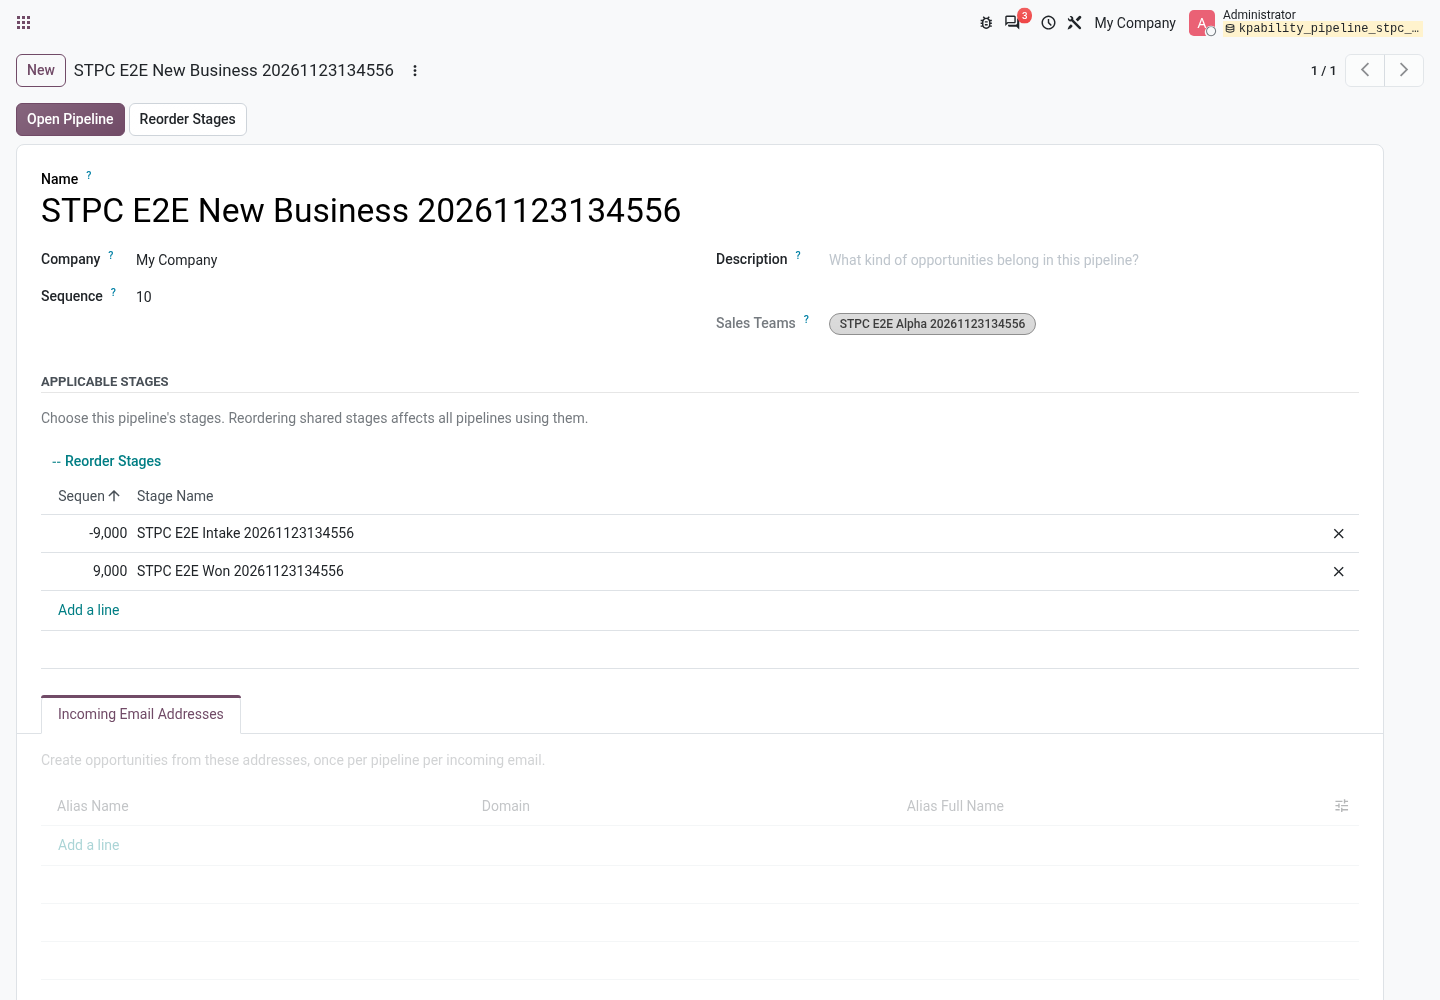 3
My Company
A
Administrator
kpability_pipeline_stpc_…
New
STPC E2E New Business 20261123134556
1 / 1
Open Pipeline
Reorder Stages
Name ?
STPC E2E New Business 20261123134556
Company ? My Company
Description ? What kind of opportunities belong in this pipeline?
Sequence ? 10
Sales Teams ? STPC E2E Alpha 20261123134556
APPLICABLE STAGES
Choose this pipeline's stages. Reordering shared stages affects all pipelines using them.
-- Reorder Stages
Sequen Stage Name
-9,000 STPC E2E Intake 20261123134556
9,000 STPC E2E Won 20261123134556
Add a line
Incoming Email Addresses
Create opportunities from these addresses, once per pipeline per incoming email.
Alias Name Domain Alias Full Name
Add a line